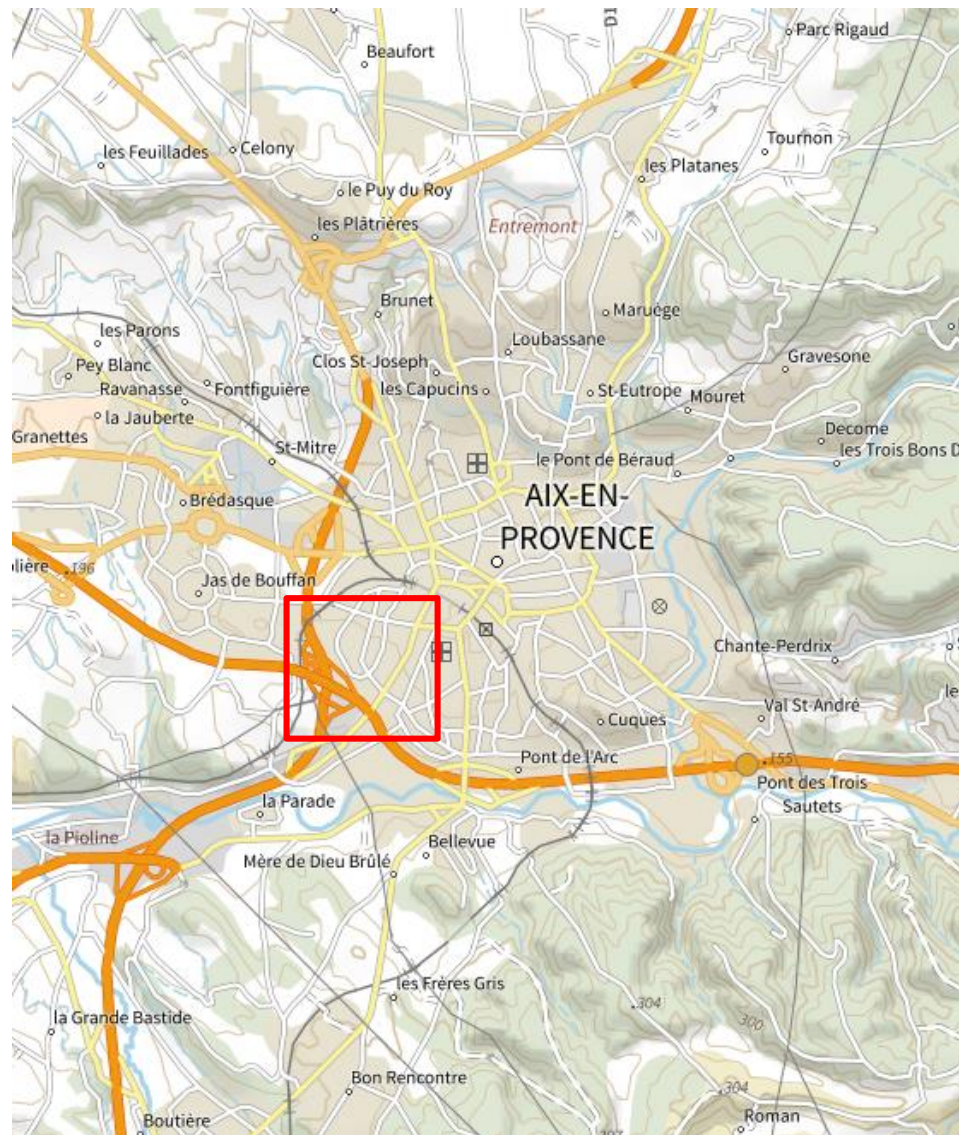 Parc Rigaud
Beaufort
Tournon
les Feuillades
Celony
les Platanes
le Puy du Roy
les Plâtrières
Entremont
Brunet
Maruège
les Parons
Loubassane
Clos St-Joseph
Gravesone
Pey Blanc
Ravanasse
Fontfiguière
les Capucins
St-Eutrope
Mouret
la Jauberte
Granettes
Decome
St-Mitre
le Pont de Béraud
les Trois Bons D
AIX-EN-
PROVENCE
Brédasque
lière
196
Jas de Bouffan
Chante-Perdrix
le
Val St-André
Cuques
Pont de l'Arc
155
Pont des Trois
Sautets
la Parade
la Pioline
Bellevue
Mère de Dieu Brûlé
les Fréres Gris
304
300
la Grande Bastide
Bon Rencontre
304
Boutière
Roman